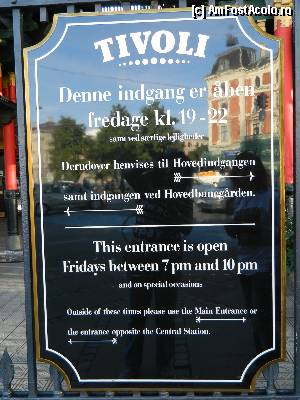 (C) AmFostAcolo.ro
TIVOLI
Denne indgang er åben
fredage kl. 19 - 22
samt ved særlige lejligheder
Derudover henvises til Hovedindgangen
samt indgangen ved Hovedbanegården.
This entrance is open
Fridays between 7 pm and 10 pm
and on special occasions
Outside of these times please use the Main Entrance or
the entrance opposite the Central Station.